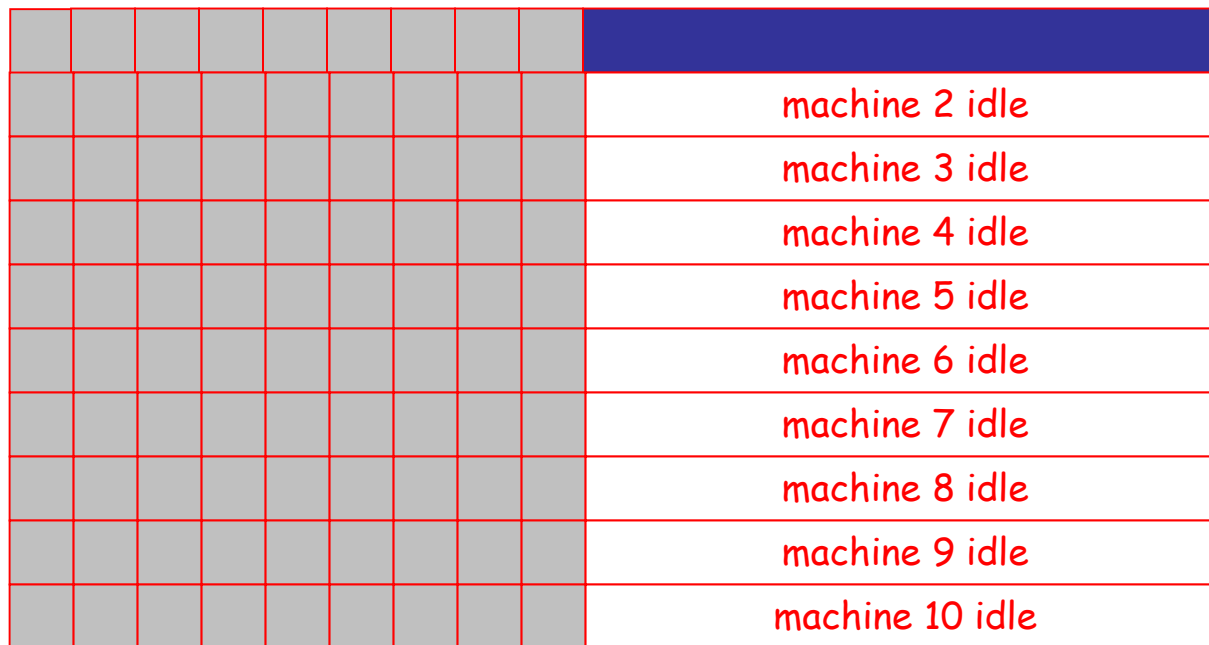 machine 2 idle
machine 3 idle
machine 4 idle
machine 5 idle
machine 6 idle
machine 7 idle
machine 8 idle
machine 9 idle
machine 10 idle